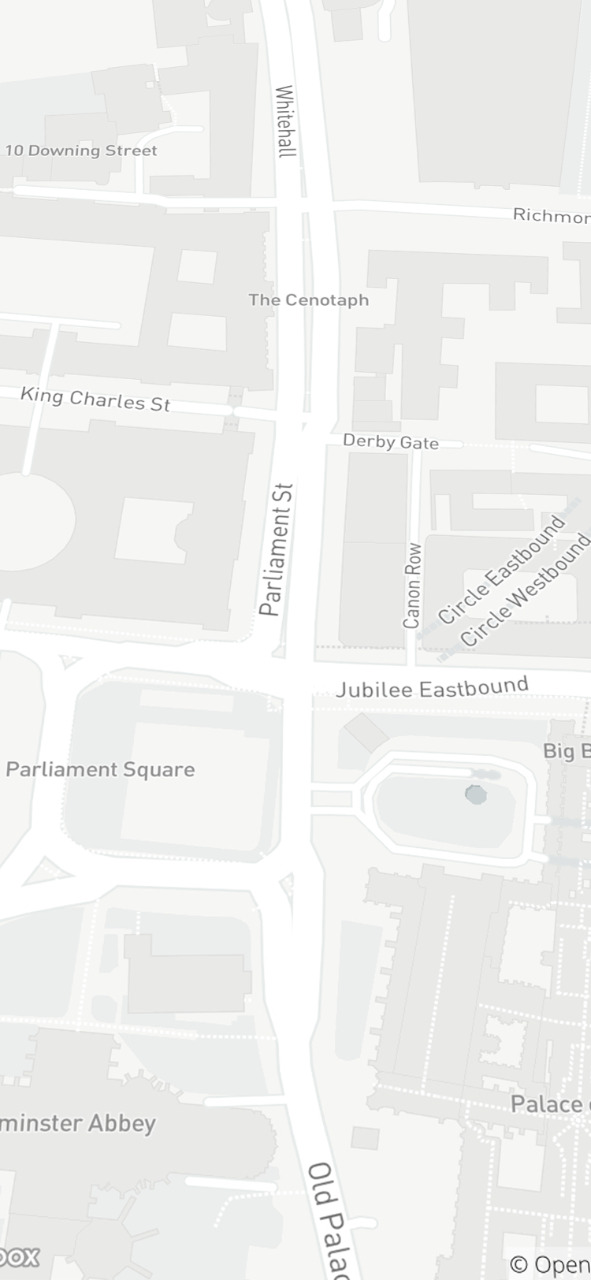 Whitehall
10 Downing Street
Richmon
The Cenotaph
King Charles St
Derby Gate
Parliament St
Canon Row
Circle Eastbound
Circle Westbound
Jubilee Eastbound
Big B
Parliament Square
Palace
minster Abbey
Old Palac
box
© Open